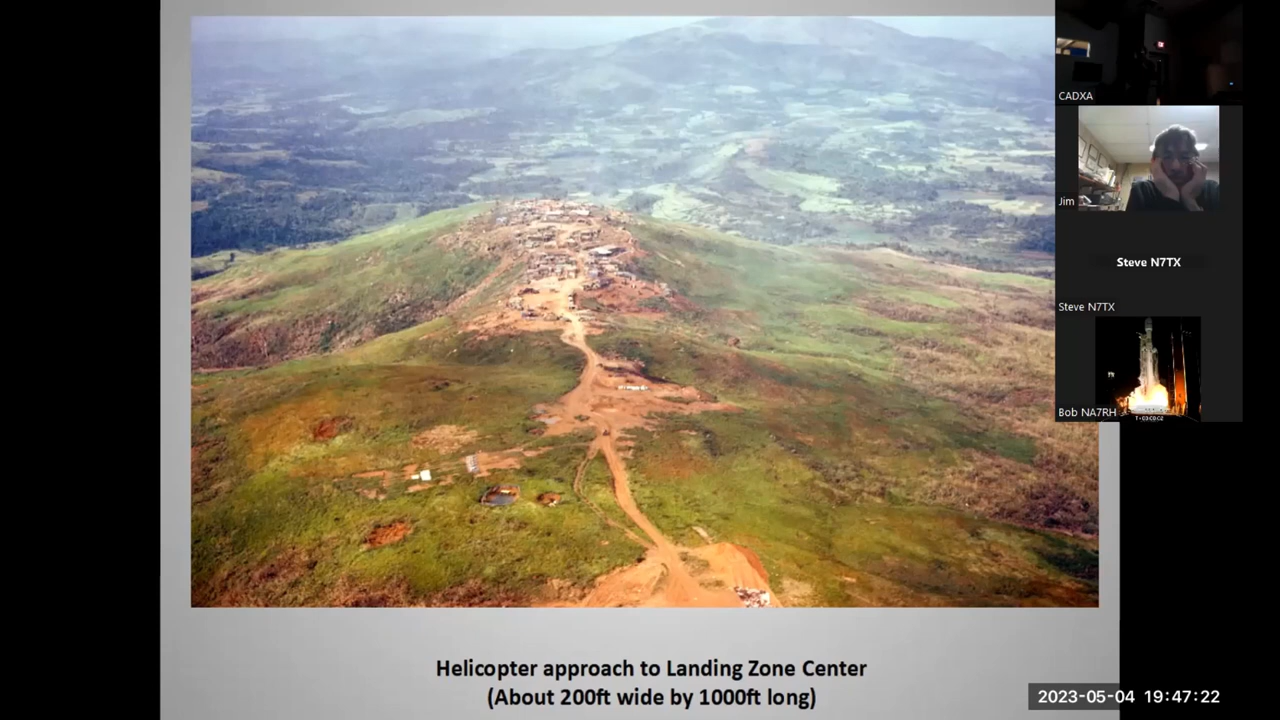 CADXA
Jim
Steve N7TX
Steve N7TX
Bob NA7RH
Helicopter approach to Landing Zone Center
(About 200ft wide by 1000ft long)
2023-05-04 19:47:22